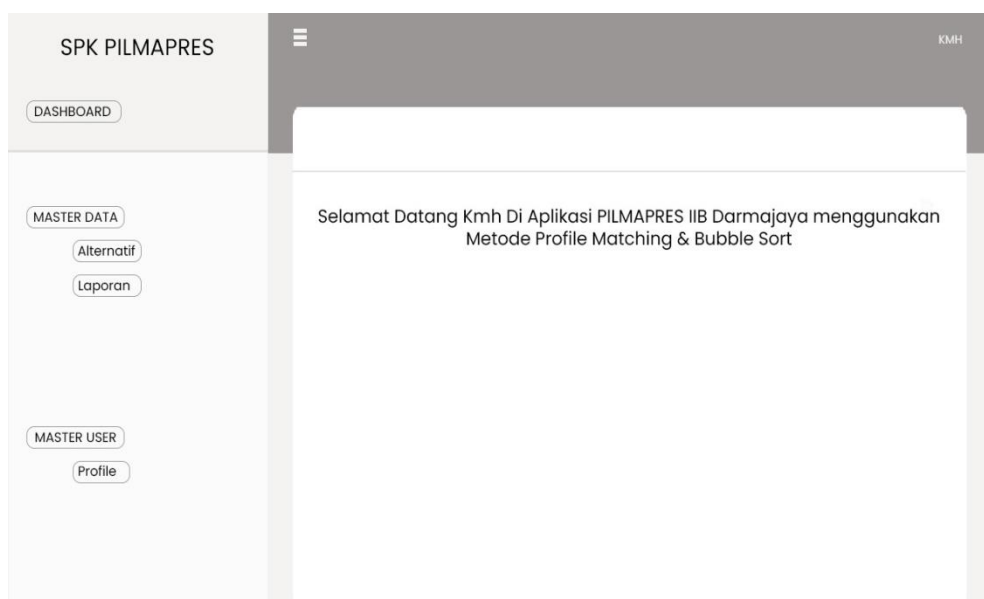 SPK PILMAPRES
KMH
DASHBOARD
MASTER DATA
Alternatif
Laporan
MASTER USER
Profile
Selamat Datang Kmh Di Aplikasi PILMAPRES IIB Darmajaya menggunakan
Metode Profile Matching & Bubble Sort